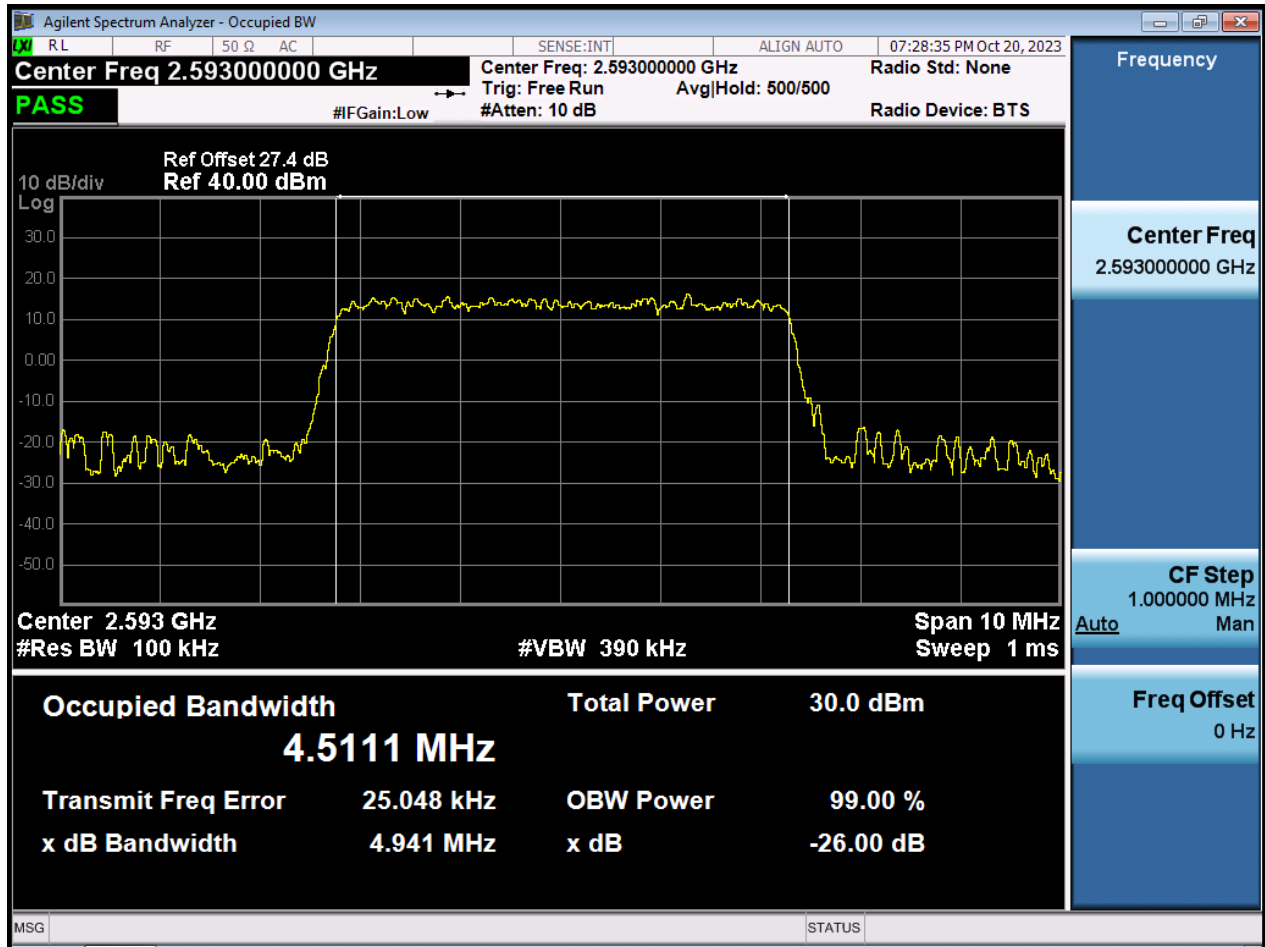 Agilent Spectrum Analyzer - Occupied BW
LXI RL RF 50 Ω AC SENSE:INT ALIGN AUTO 07:28:35 PM Oct 20, 2023
Center Freq 2.593000000 GHz
PASS
#IFGain:Low
Center Freq: 2.593000000 GHz
Trig: Free Run Avg|Hold: 500/500
#Atten: 10 dB
Radio Std: None
Radio Device: BTS
Ref Offset 27.4 dB
10 dB/div Ref 40.00 dBm
Log
30.0
20.0
10.0
0.00
-10.0
-20.0
-30.0
-40.0
-50.0
Center 2.593 GHz Span 10 MHz
#Res BW 100 kHz #VBW 390 kHz Sweep 1 ms
Occupied Bandwidth Total Power 30.0 dBm
4.5111 MHz
Transmit Freq Error 25.048 kHz OBW Power 99.00 %
x dB Bandwidth 4.941 MHz x dB -26.00 dB
MSG STATUS
Frequency
Center Freq
2.593000000 GHz
CF Step
1.000000 MHz
Auto Man
Freq Offset
0 Hz